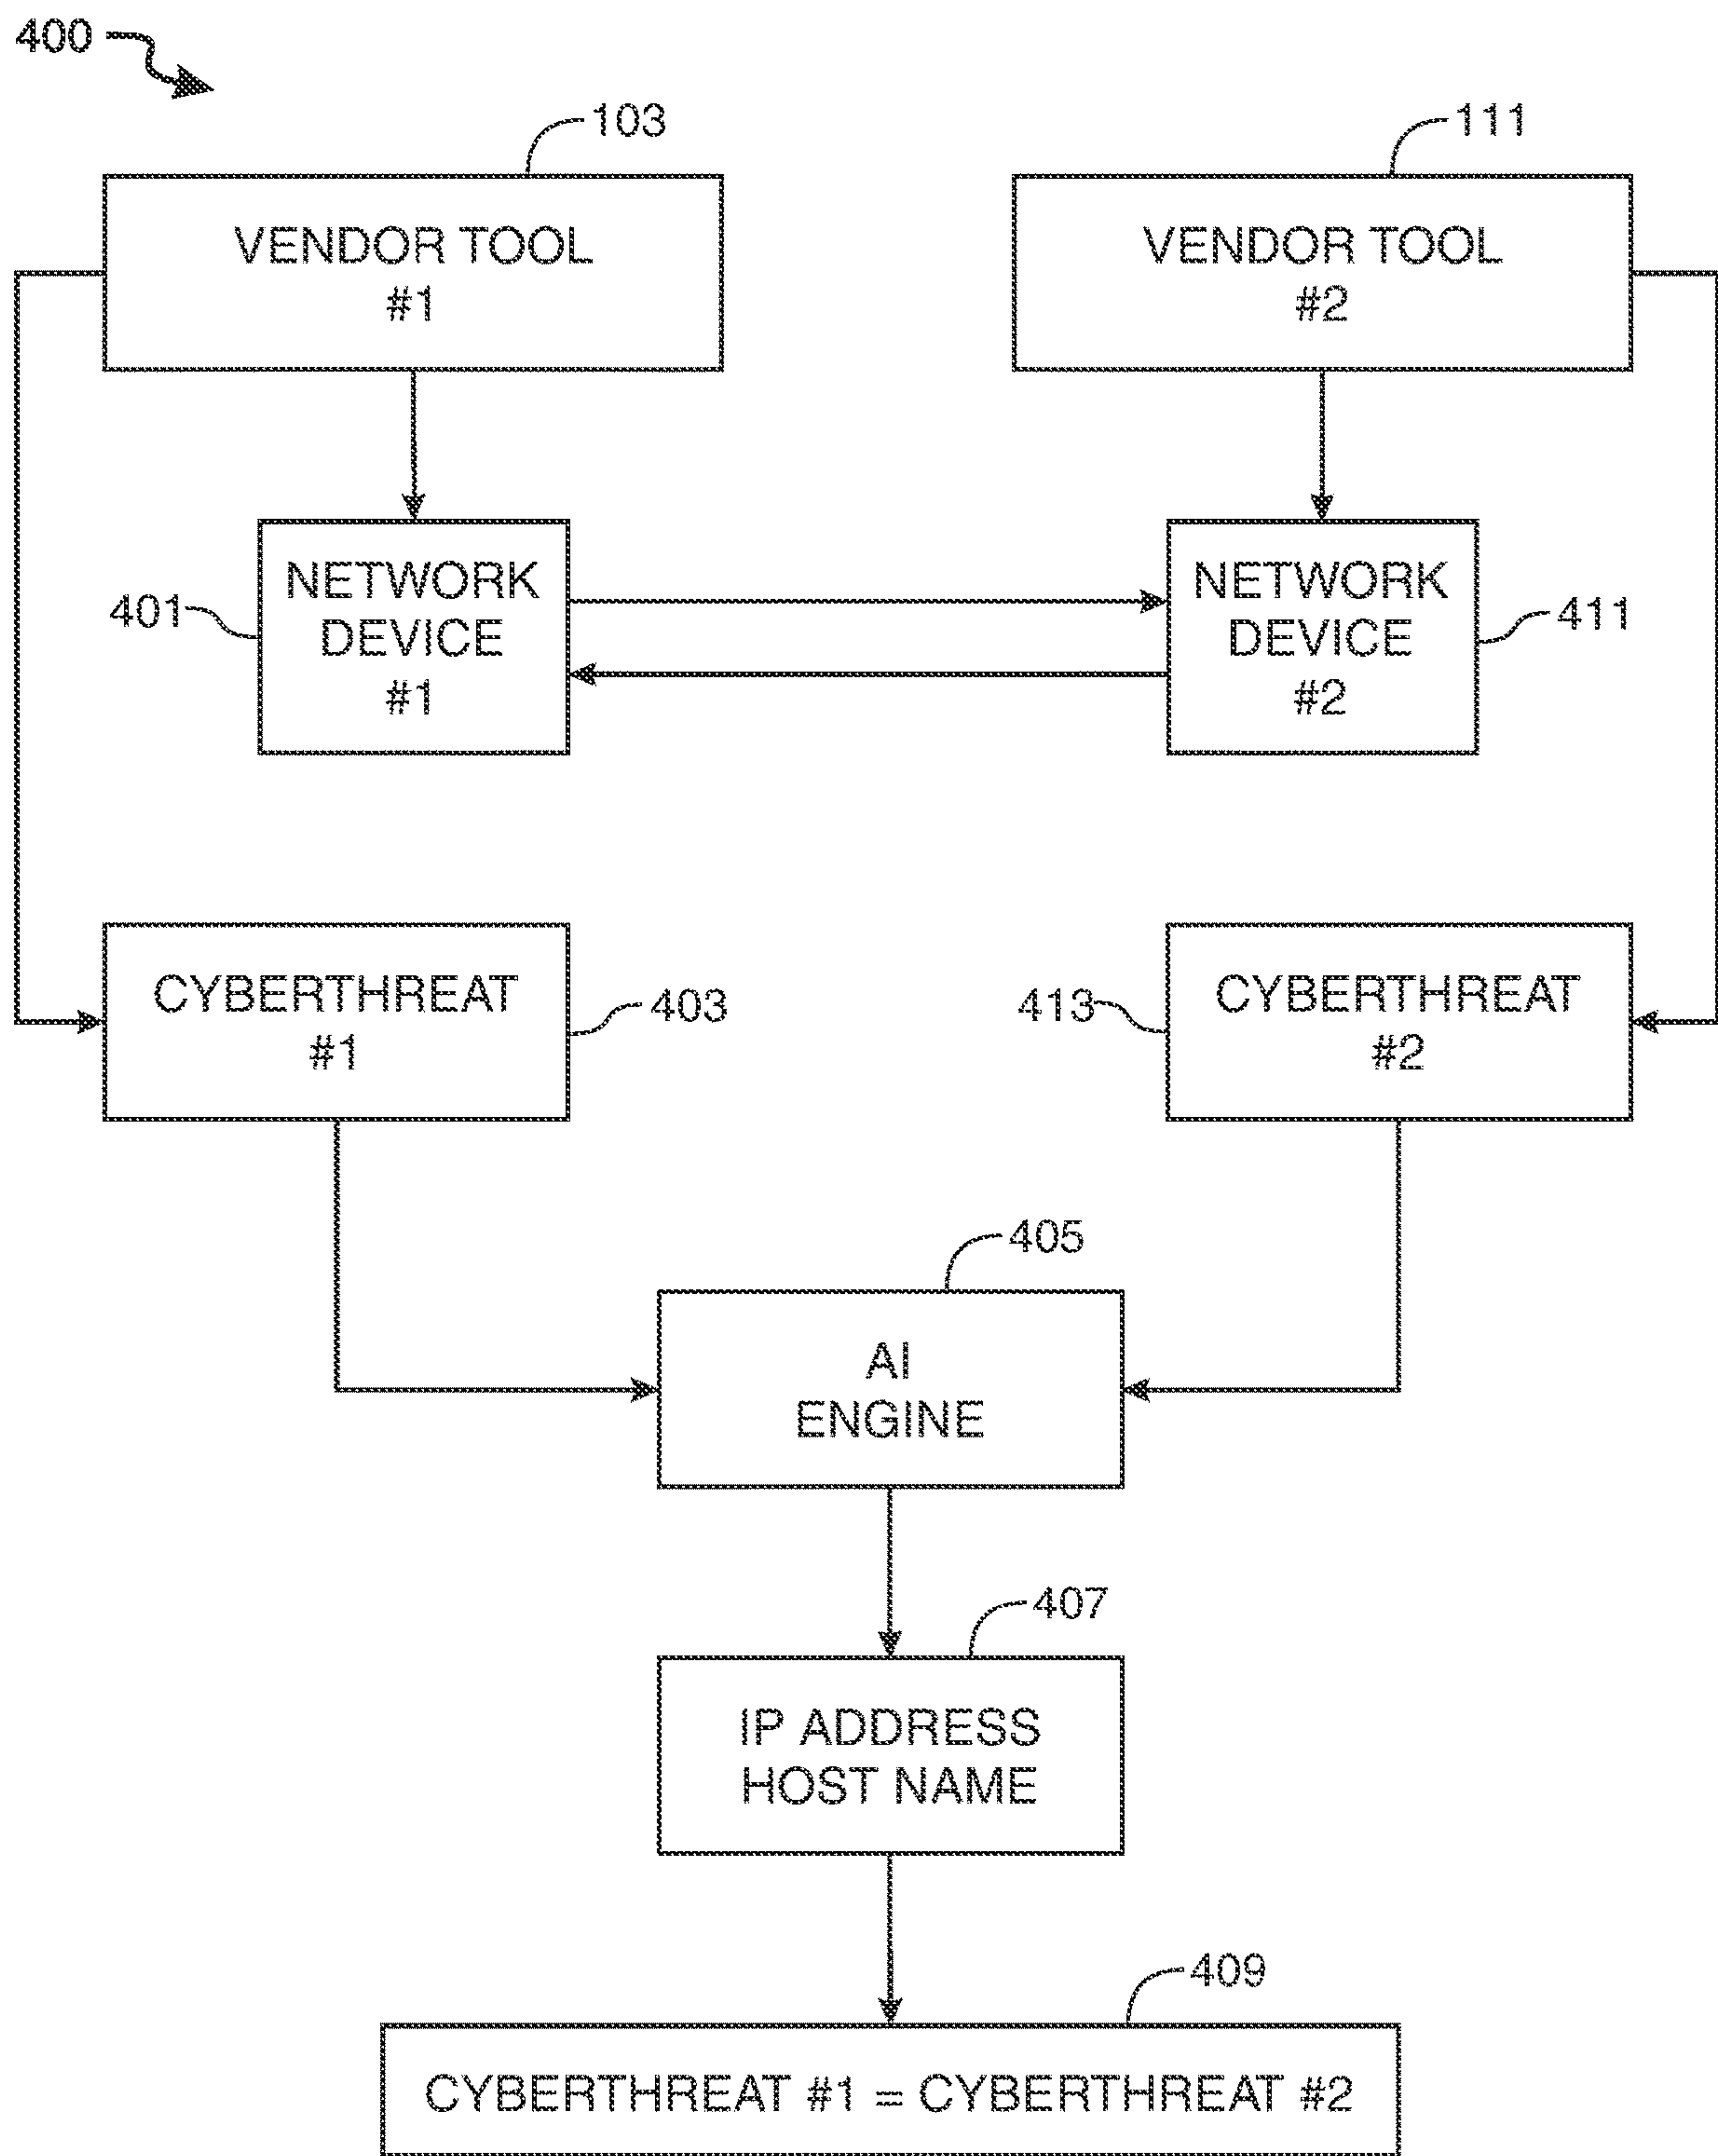 400
103
111
VENDOR TOOL
#1
VENDOR TOOL
#2
401
NETWORK
DEVICE
#1
NETWORK
DEVICE
#2
411
CYBERTHREAT
#1
403
413
CYBERTHREAT
#2
405
AI
ENGINE
407
IP ADDRESS
HOST NAME
409
CYBERTHREAT #1 = CYBERTHREAT #2